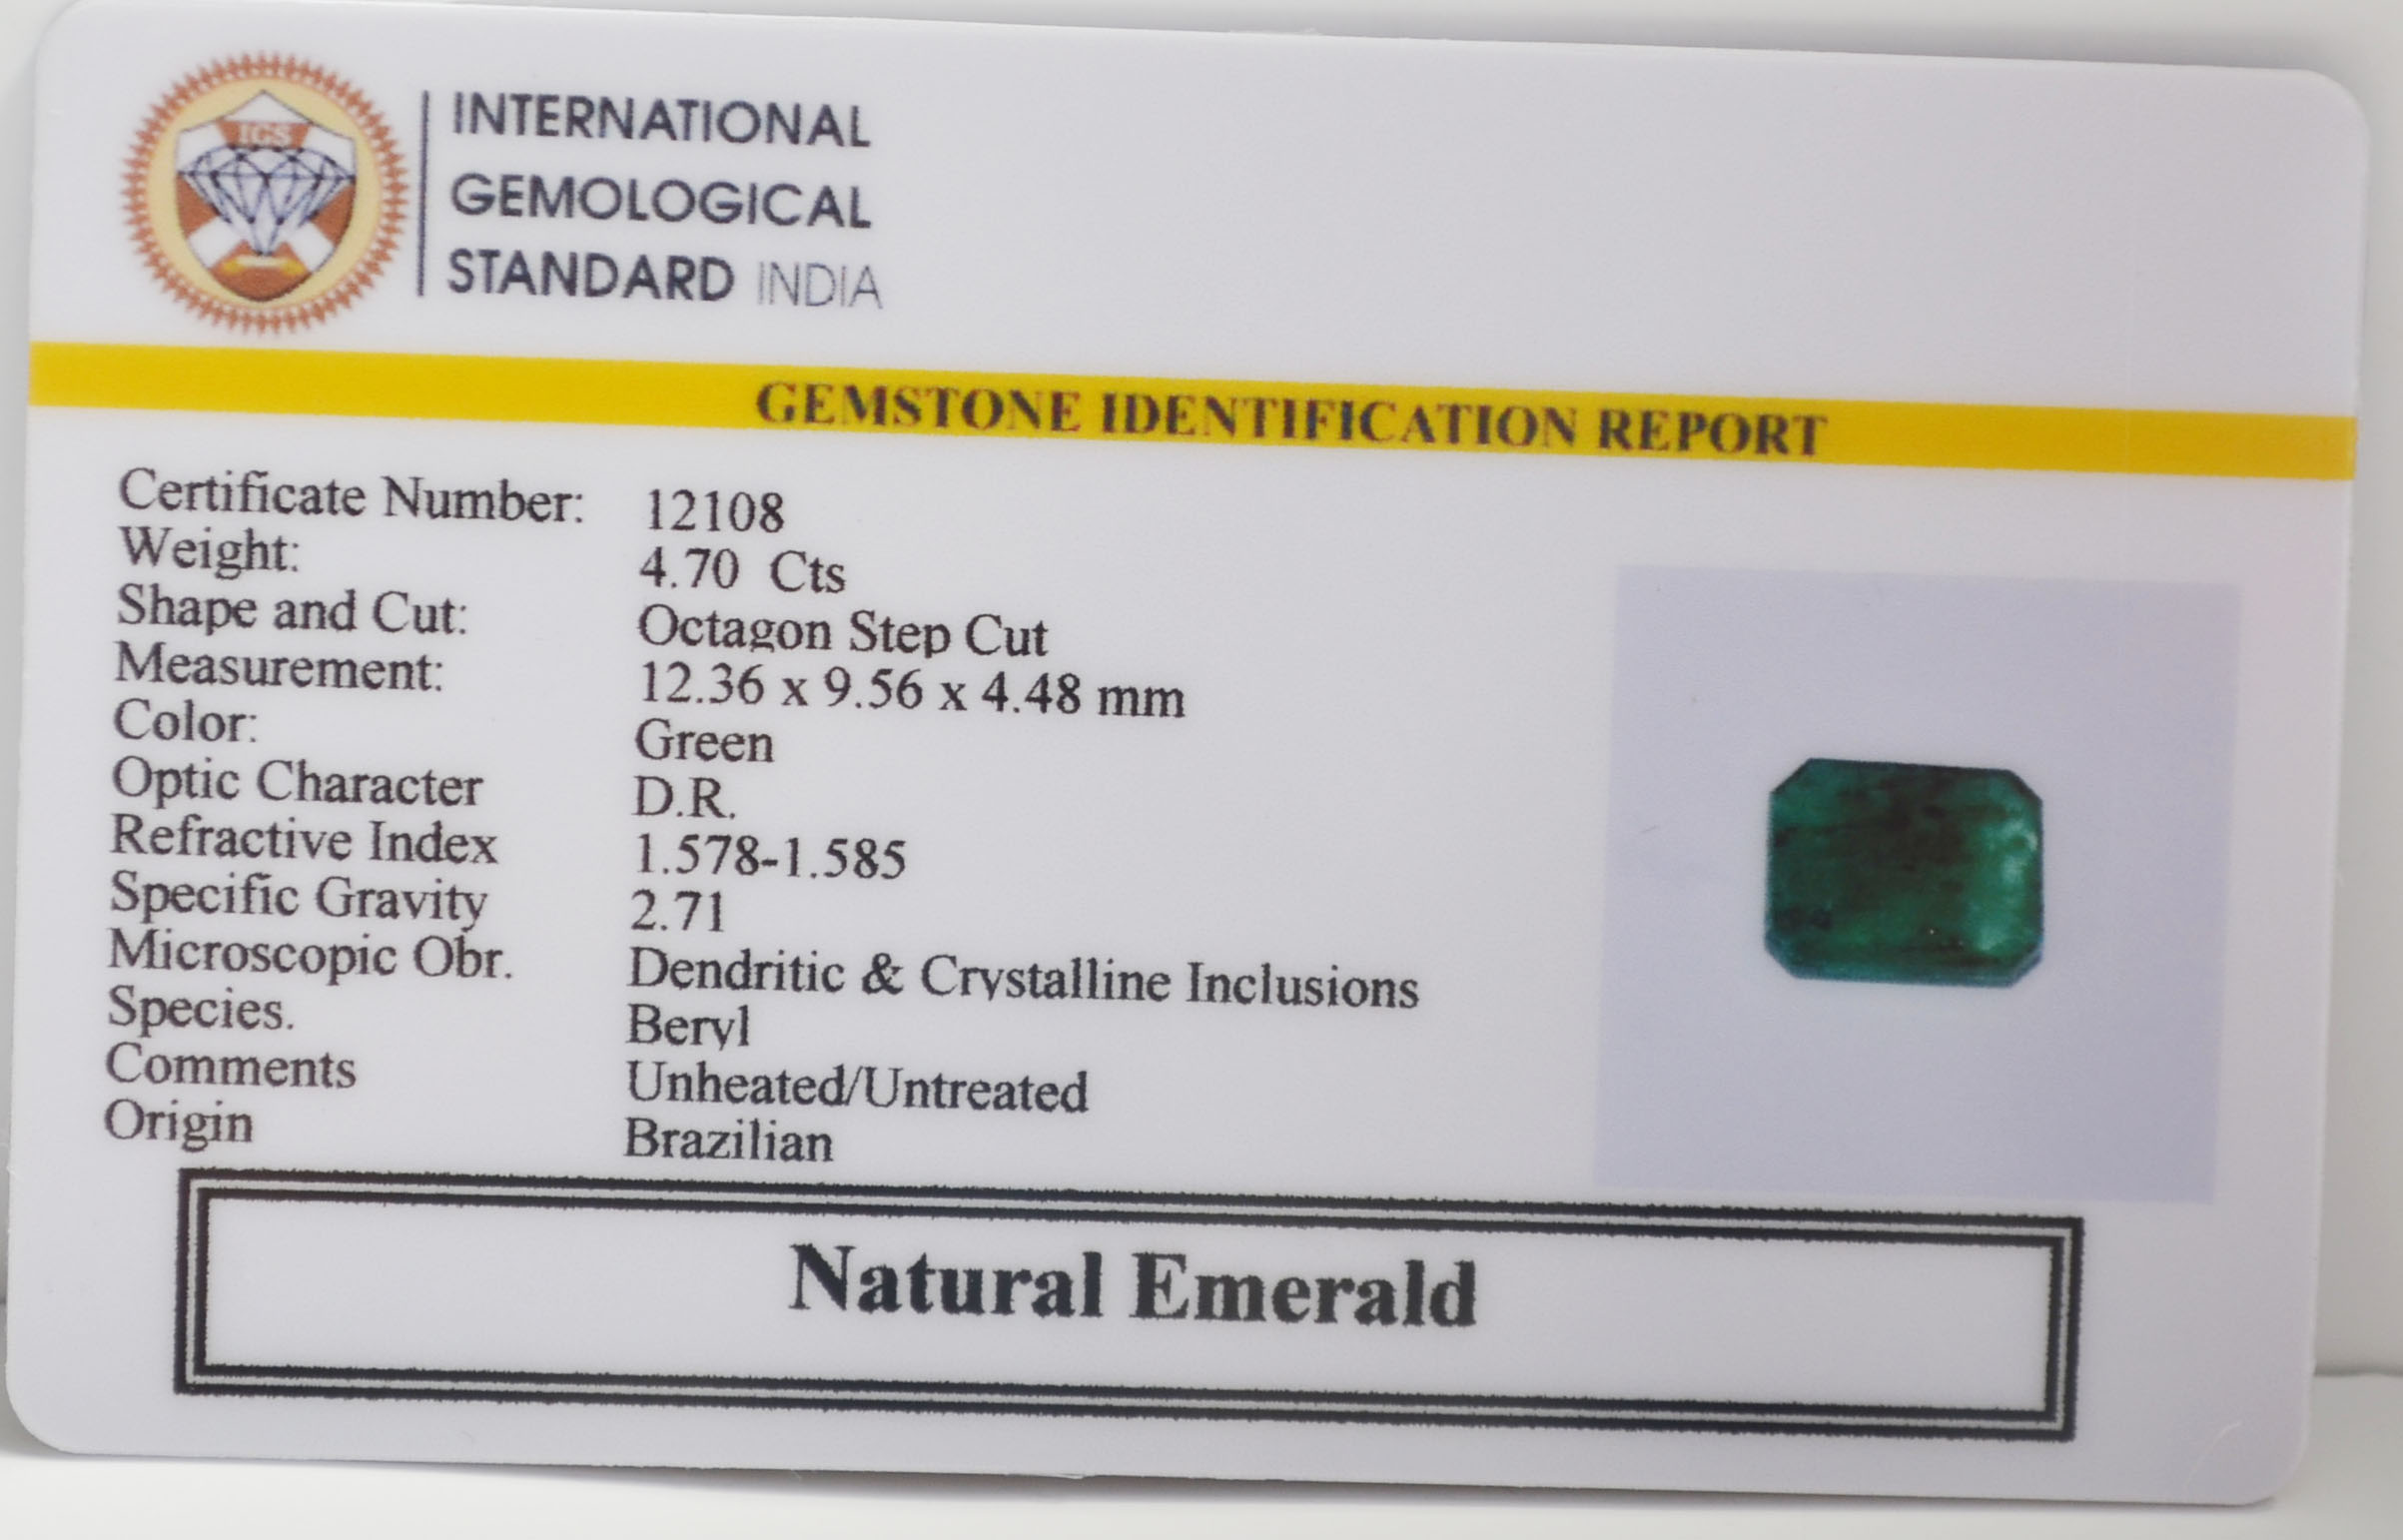 IGS
INTERNATIONAL
GEMOLOGICAL
STANDARD INDIA
GEMSTONE IDENTIFICATION REPORT
Certificate Number: 12108
Weight: 4.70 Cts
Shape and Cut: Octagon Step Cut
Measurement: 12.36 x 9.56 x 4.48 mm
Color: Green
Optic Character D.R.
Refractive Index 1.578-1.585
Specific Gravity 2.71
Microscopic Obr. Dendritic & Crystalline Inclusions
Species. Beryl
Comments Unheated/Untreated
Origin Brazilian
Natural Emerald